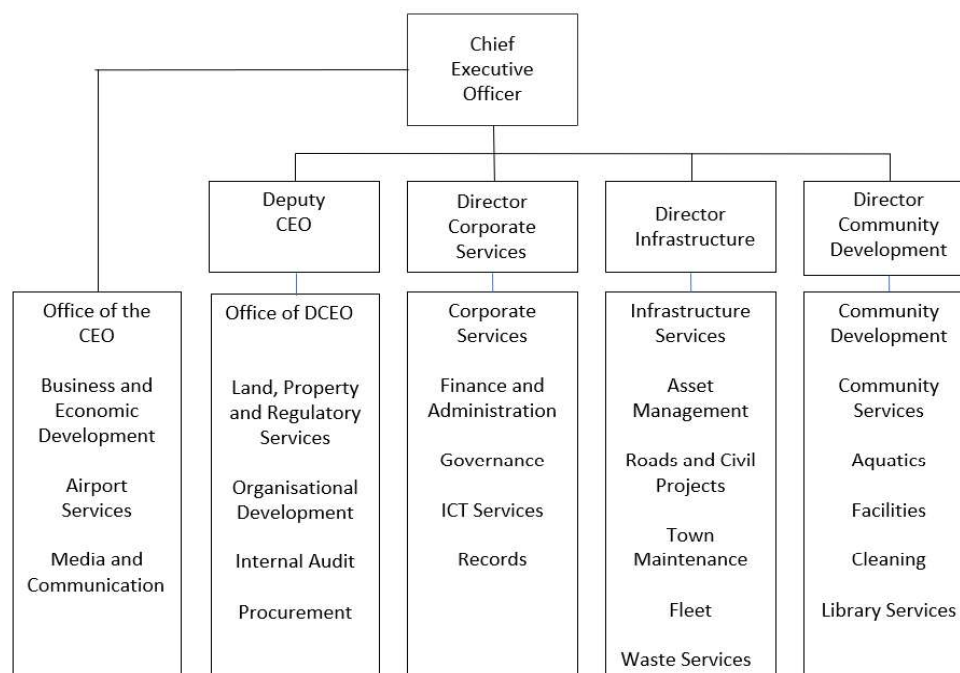 Chief
Executive
Officer
Deputy
CEO
Director
Corporate
Services
Director
Infrastructure
Director
Community
Development
Office of the
CEO
Business and
Economic
Development
Airport
Services
Media and
Communication
Office of DCEO
Land, Property
and Regulatory
Services
Organisational
Development
Internal Audit
Procurement
Corporate
Services
Finance and
Administration
Governance
ICT Services
Records
Infrastructure
Services
Asset
Management
Roads and Civil
Projects
Town
Maintenance
Fleet
Waste Services
Community
Development
Community
Services
Aquatics
Facilities
Cleaning
Library Services